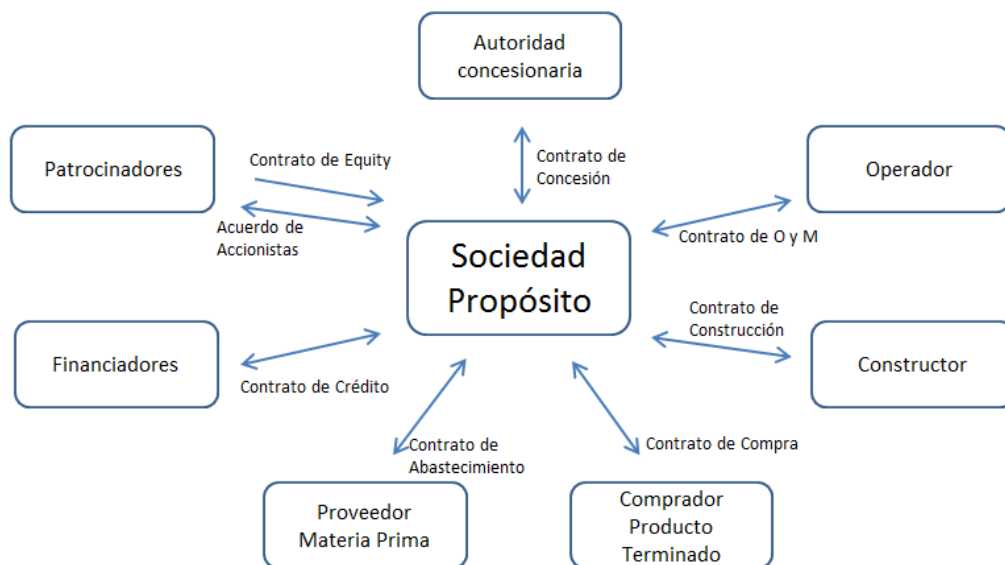 Autoridad
concesionaria
Patrocinadores
Contrato de Equity
Contrato de
Concesión
Operador
Acuerdo de
Accionistas
Contrato de O y M
Sociedad
Propósito
Contrato de
Construcción
Financiadores
Contrato de Crédito
Constructor
Contrato de
Abastecimiento
Contrato de Compra
Proveedor
Materia Prima
Comprador
Producto
Terminado